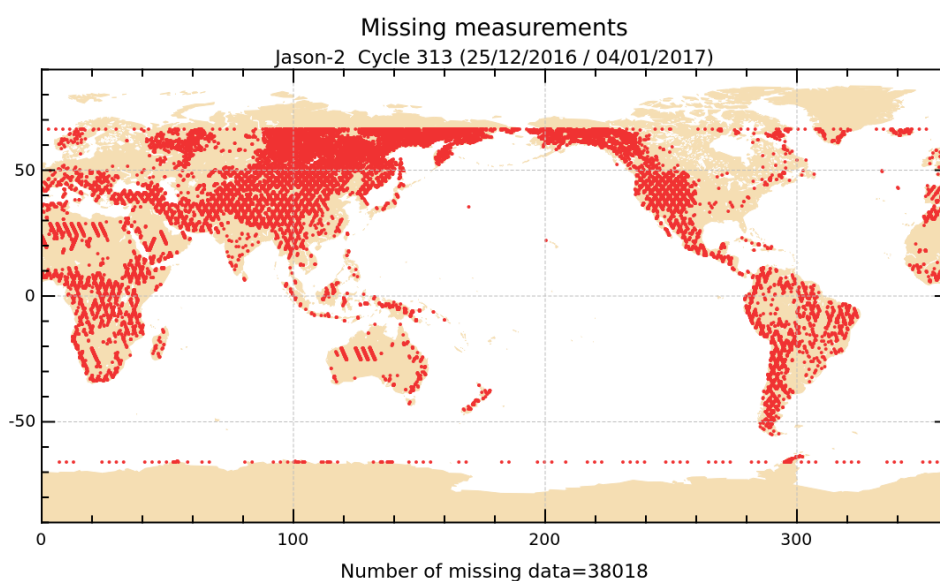 Missing measurements
Jason-2  Cycle 313 (25/12/2016 / 04/01/2017)
50
0
-50
0
100
200
300
Number of missing data=38018